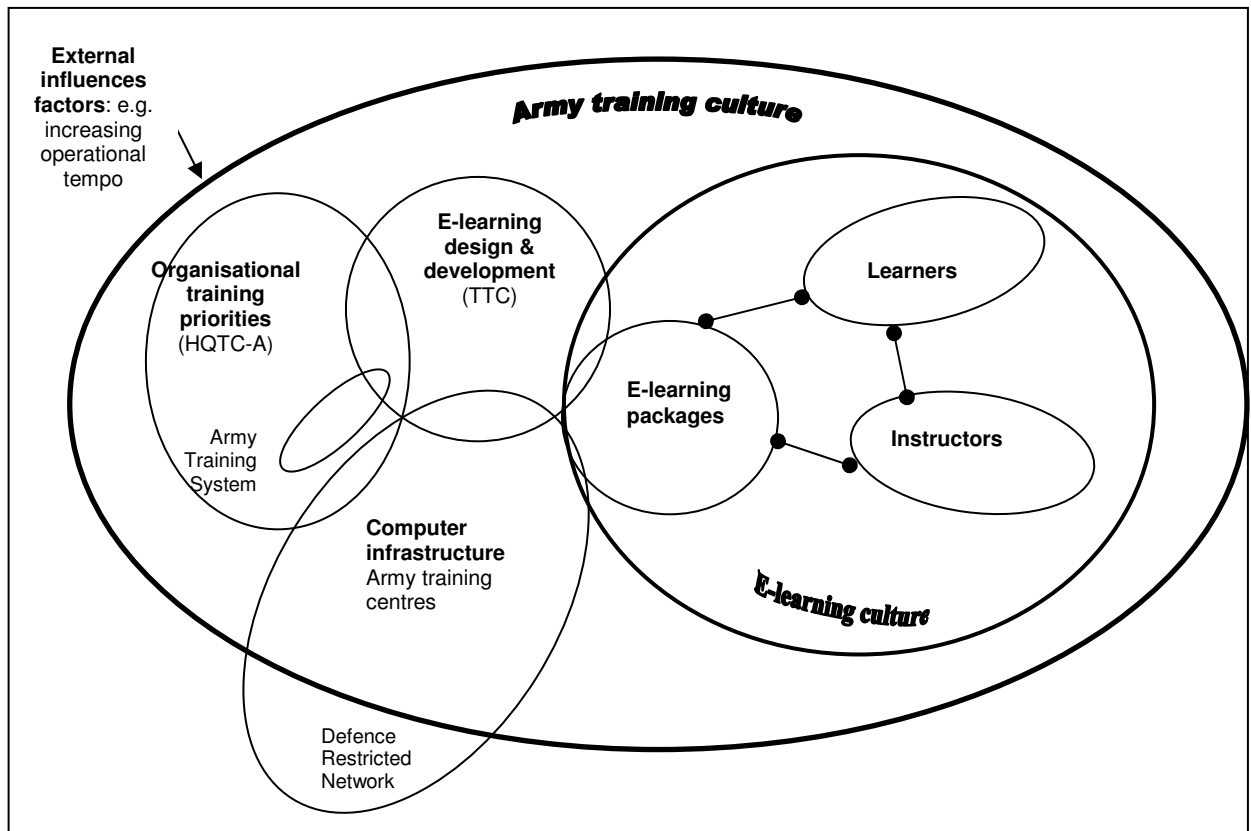 External
influences
factors: e.g.
increasing
operational
tempo
Army training culture
E-learning
design &
development
(TTC)
Organisational
training
priorities
(HQTC-A)
Learners
E-learning
packages
Instructors
Army
Training
System
Computer
infrastructure
Army training
centres
E-learning culture
Defence
Restricted
Network